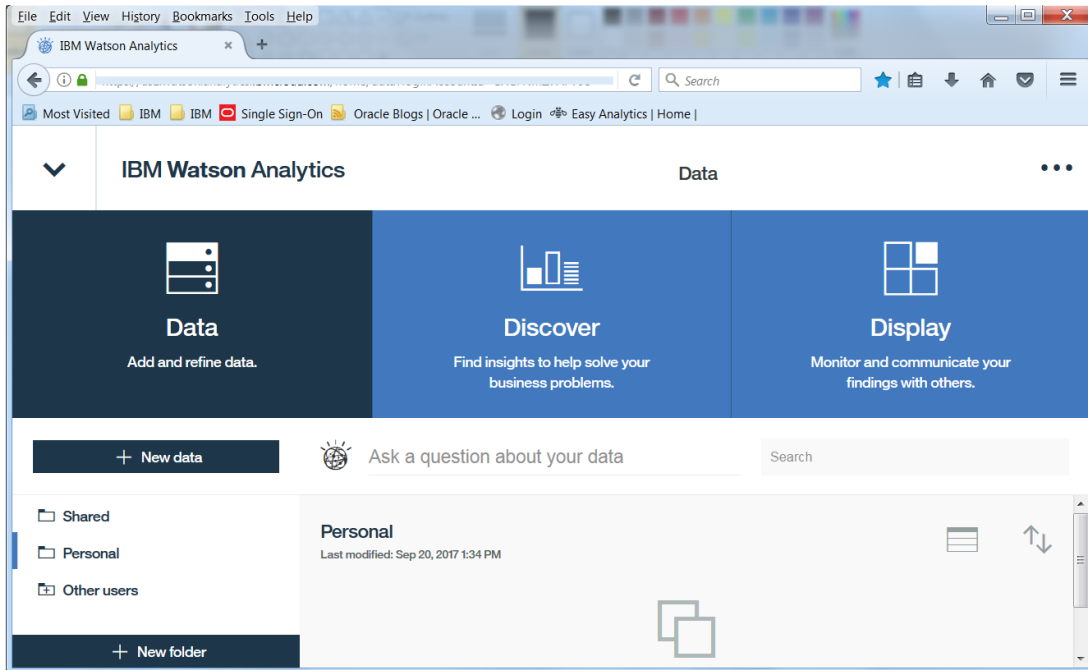 File Edit View History Bookmarks Tools Help
IBM Watson Analytics × +
Search
Most Visited IBM IBM Single Sign-On Oracle Blogs | Oracle ... Login Easy Analytics | Home |
IBM Watson Analytics
Data
Data
Add and refine data.
Discover
Find insights to help solve your
business problems.
Display
Monitor and communicate your
findings with others.
+ New data
Ask a question about your data
Search
Shared
Personal
Other users
+ New folder
Personal
Last modified: Sep 20, 2017 1:34 PM